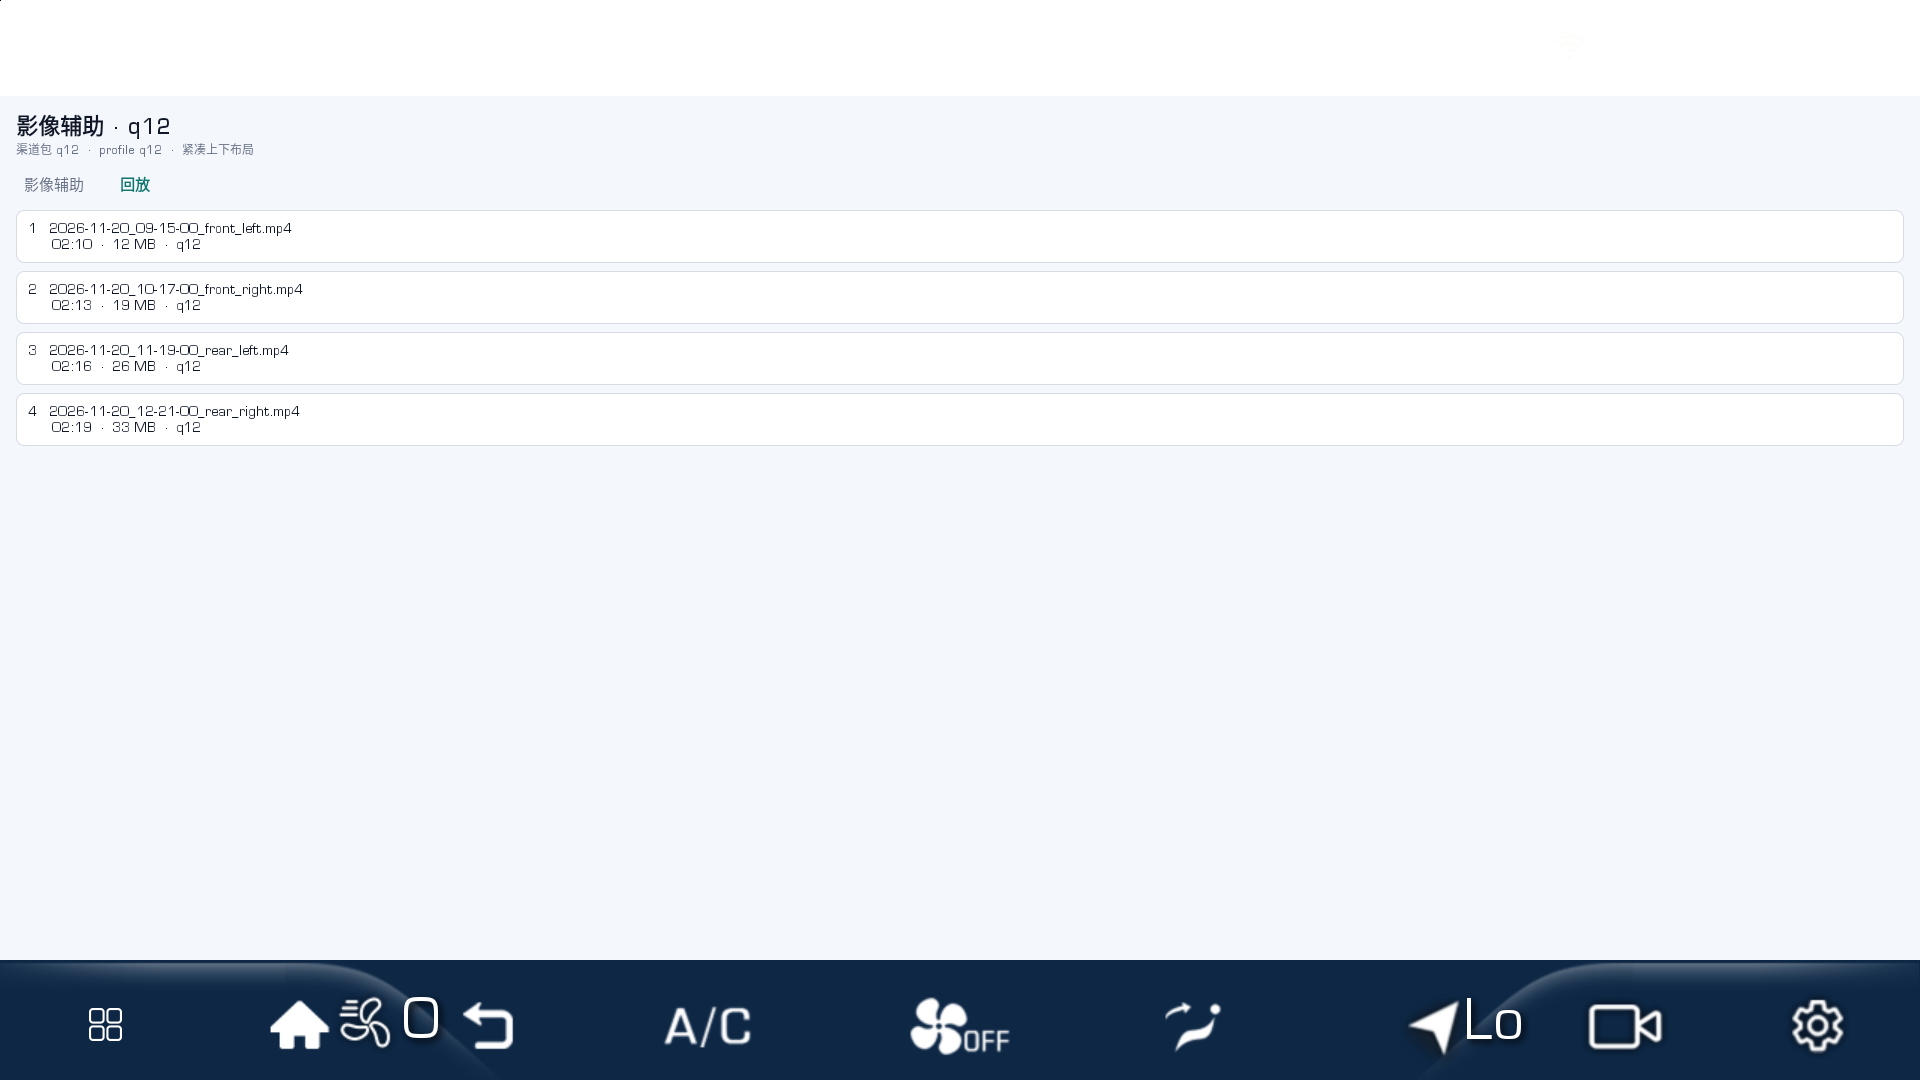 影像辅助 · q12
渠道包 q12 · profile q12 · 紧凑上下布局
影像辅助 回放
1 2026-11-20_09-15-00_front_left.mp4
02:10 · 12 MB · q12
2 2026-11-20_10-17-00_front_right.mp4
02:13 · 19 MB · q12
3 2026-11-20_11-19-00_rear_left.mp4
02:16 · 26 MB · q12
4 2026-11-20_12-21-00_rear_right.mp4
02:19 · 33 MB · q12
0 A/C OFF Lo